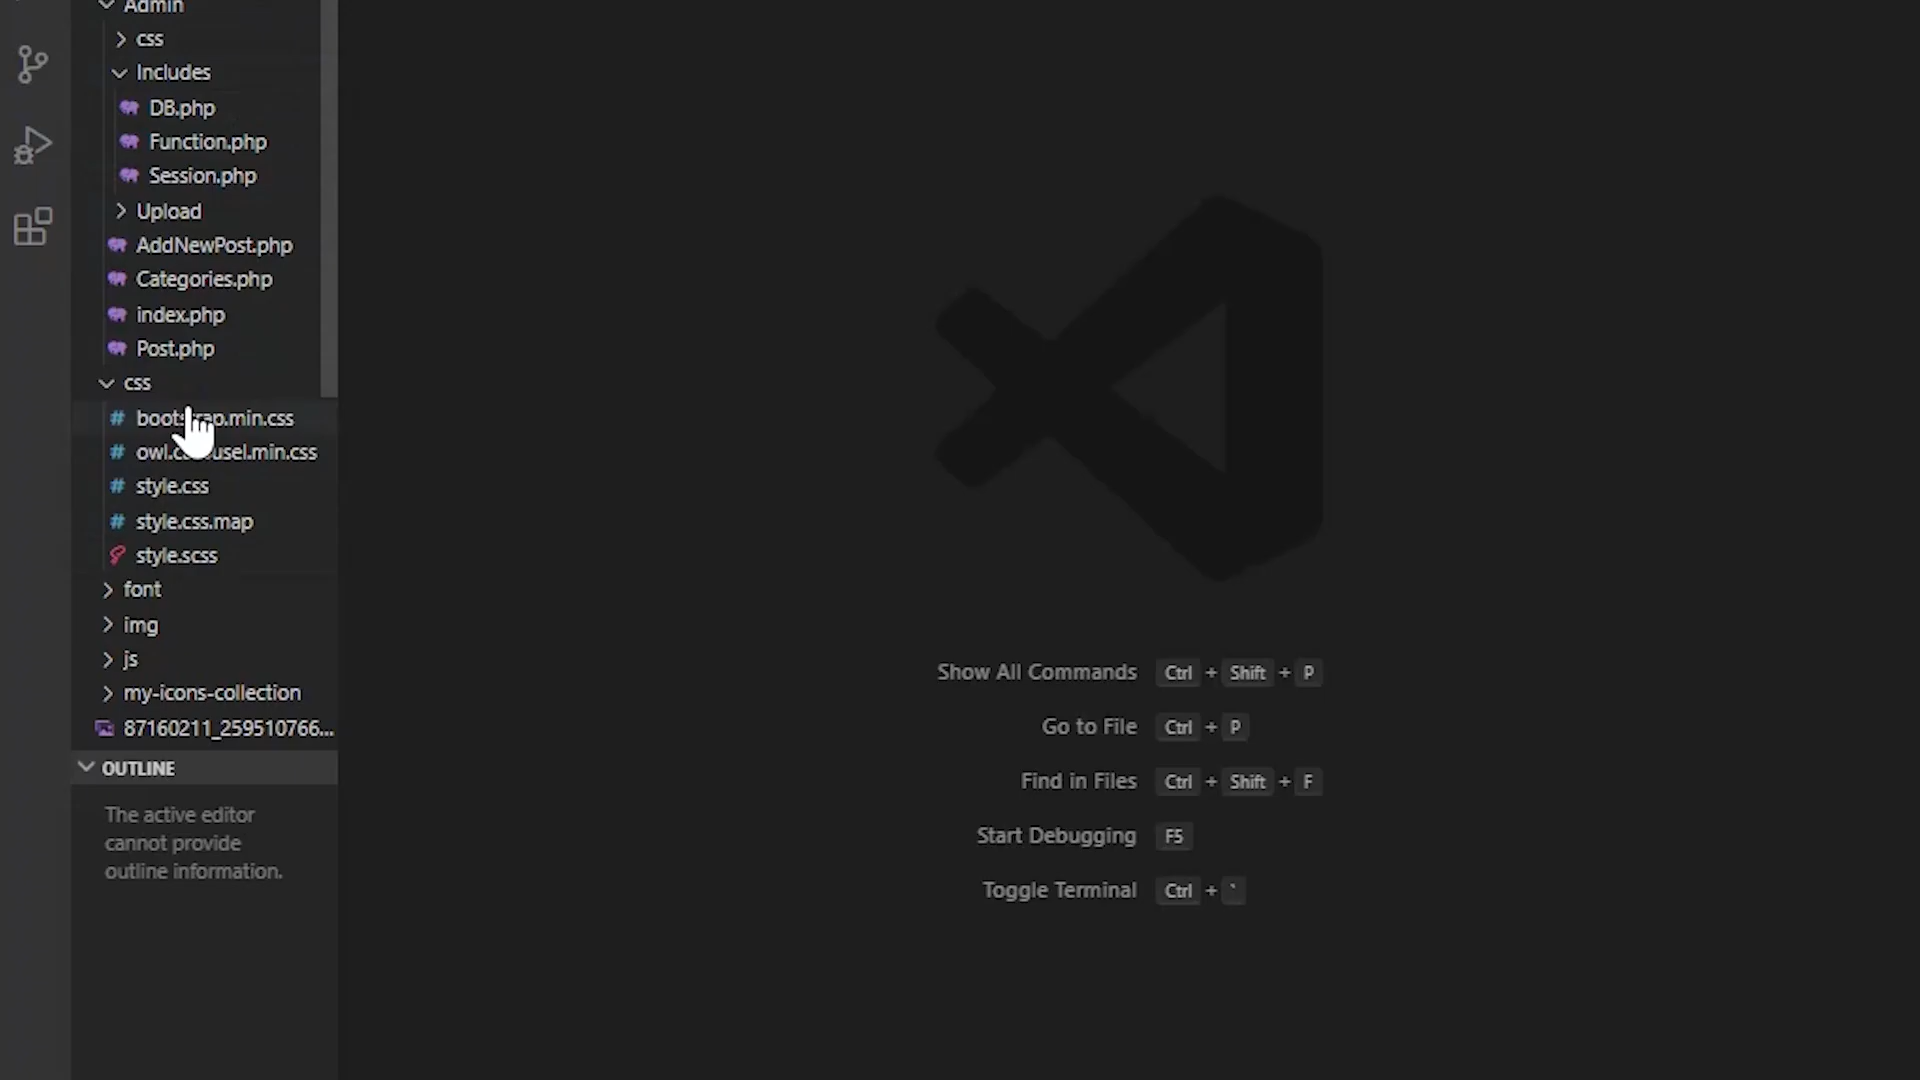 Admin
css
Includes
DB.php
Function.php
Session.php
Upload
AddNewPost.php
Categories.php
index.php
Post.php
css
bootstrap.min.css
owl.carousel.min.css
style.css
style.css.map
style.scss
font
img
js
my-icons-collection
87160211_259510766...
OUTLINE
The active editor
cannot provide
outline information.
Show All Commands Ctrl + Shift + P
Go to File Ctrl + P
Find in Files Ctrl + Shift + F
Start Debugging F5
Toggle Terminal Ctrl + `